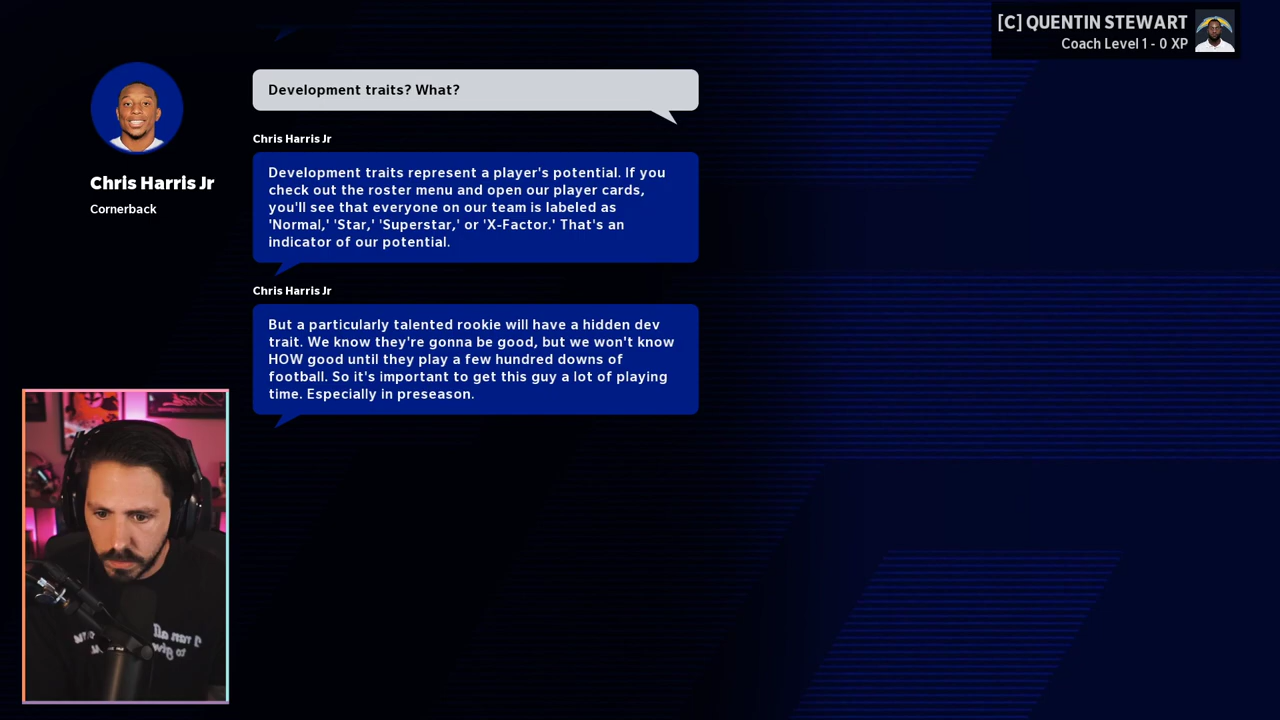 [C] QUENTIN STEWART
Coach Level 1 - 0 XP
Chris Harris Jr
Cornerback
Development traits? What?
Chris Harris Jr
Development traits represent a player's potential. If you
check out the roster menu and open our player cards,
you'll see that everyone on our team is labeled as
'Normal,' 'Star,' 'Superstar,' or 'X-Factor.' That's an
indicator of our potential.
Chris Harris Jr
But a particularly talented rookie will have a hidden dev
trait. We know they're gonna be good, but we won't know
HOW good until they play a few hundred downs of
football. So it's important to get this guy a lot of playing
time. Especially in preseason.